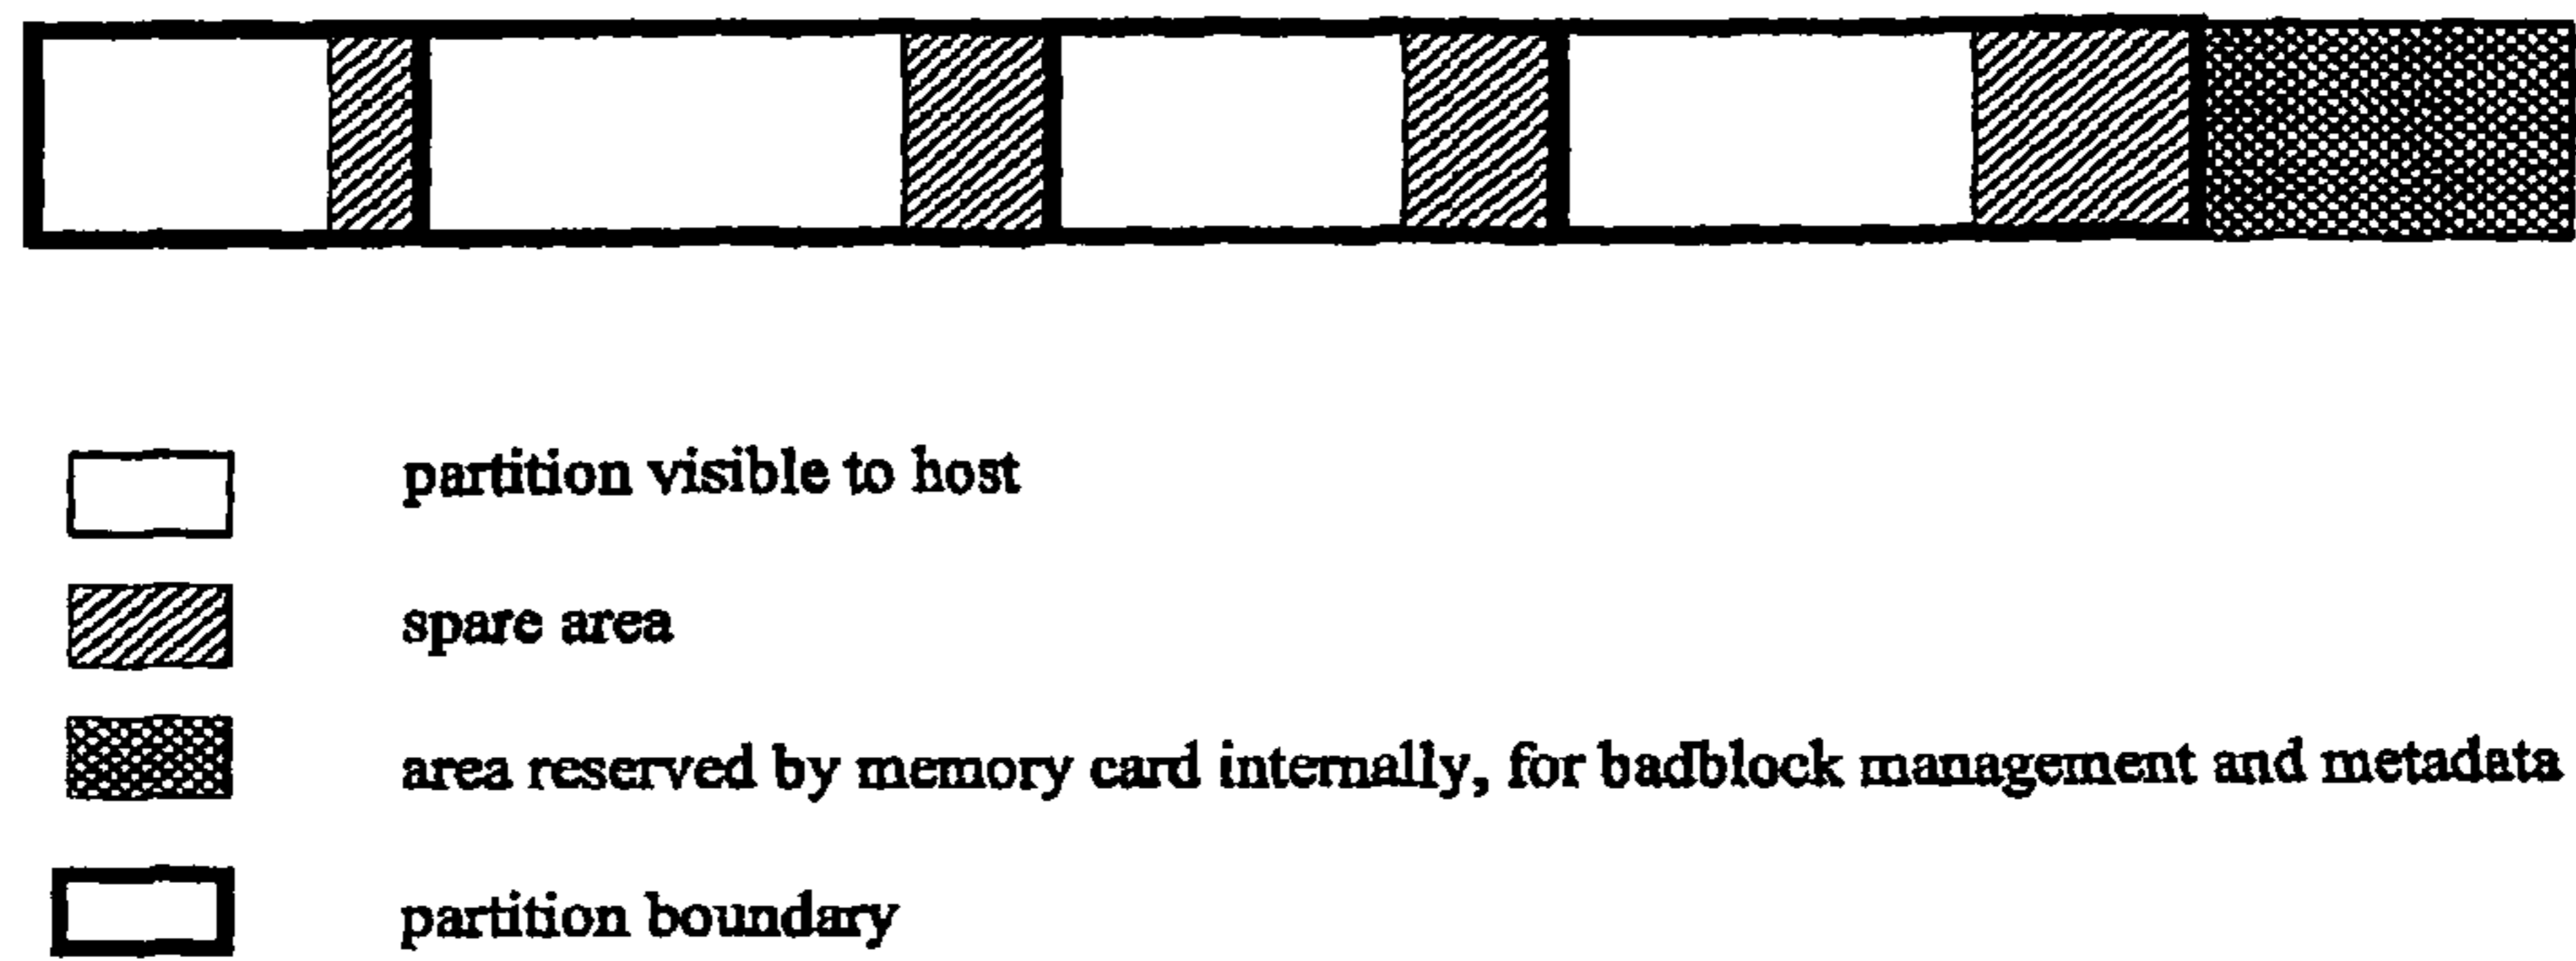 partition visible to host
spare area
area reserved by memory card internally, for badblock management and metadata
partition boundary